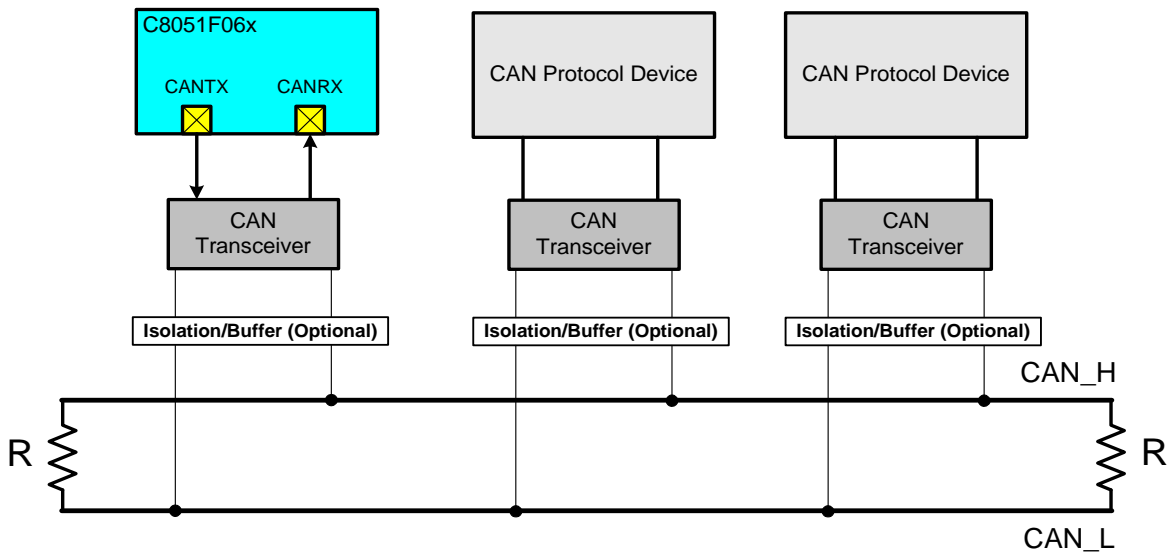 C8051F06x
CANTX
CANRX
CAN Protocol Device
CAN Protocol Device
CAN
Transceiver
CAN
Transceiver
CAN
Transceiver
Isolation/Buffer (Optional)
Isolation/Buffer (Optional)
Isolation/Buffer (Optional)
CAN_H
R
R
CAN_L